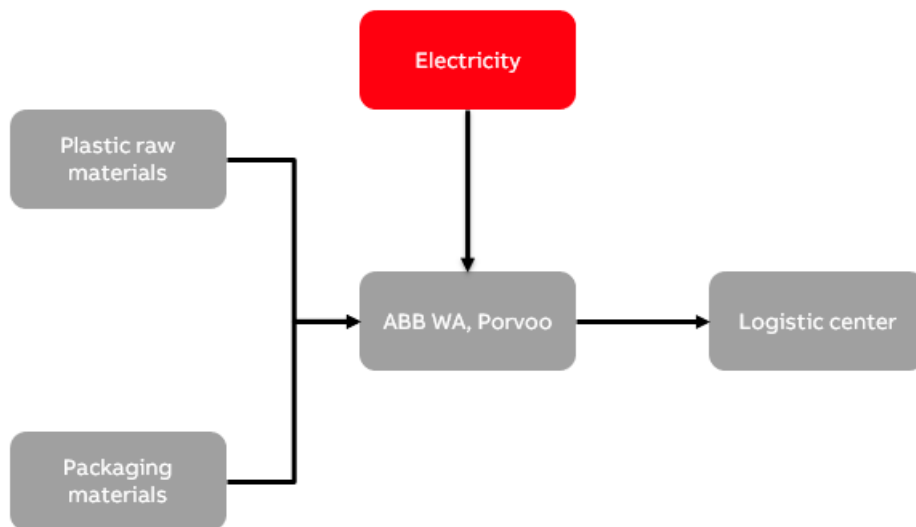 Electricity
Plastic raw
materials
ABB WA, Porvoo
Logistic center
Packaging
materials